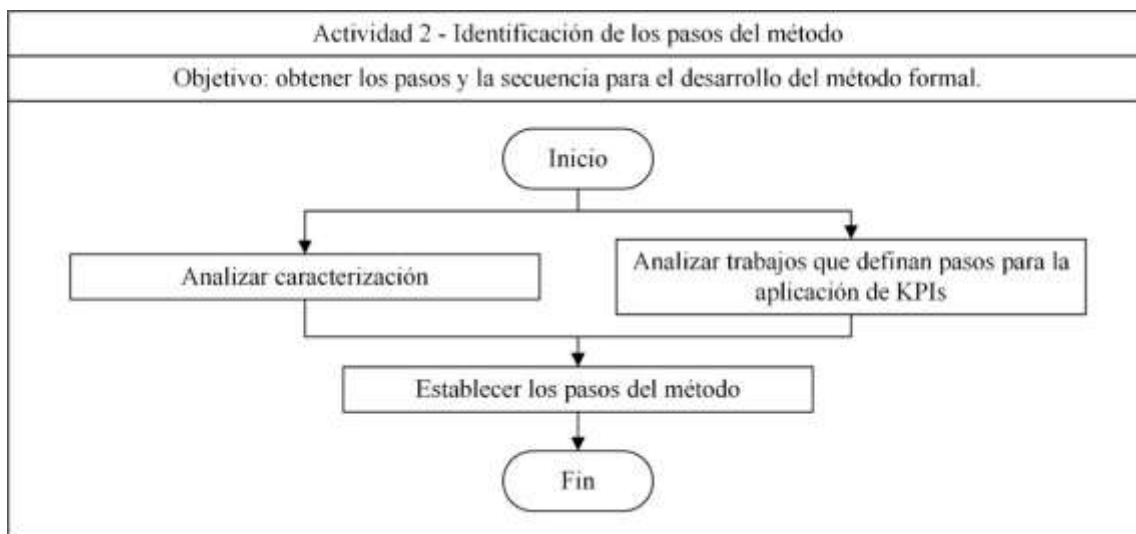 Actividad 2 - Identificación de los pasos del método
Objetivo: obtener los pasos y la secuencia para el desarrollo del método formal.
Inicio
Analizar caracterización
Analizar trabajos que definan pasos para la
aplicación de KPIs
Establecer los pasos del método
Fin